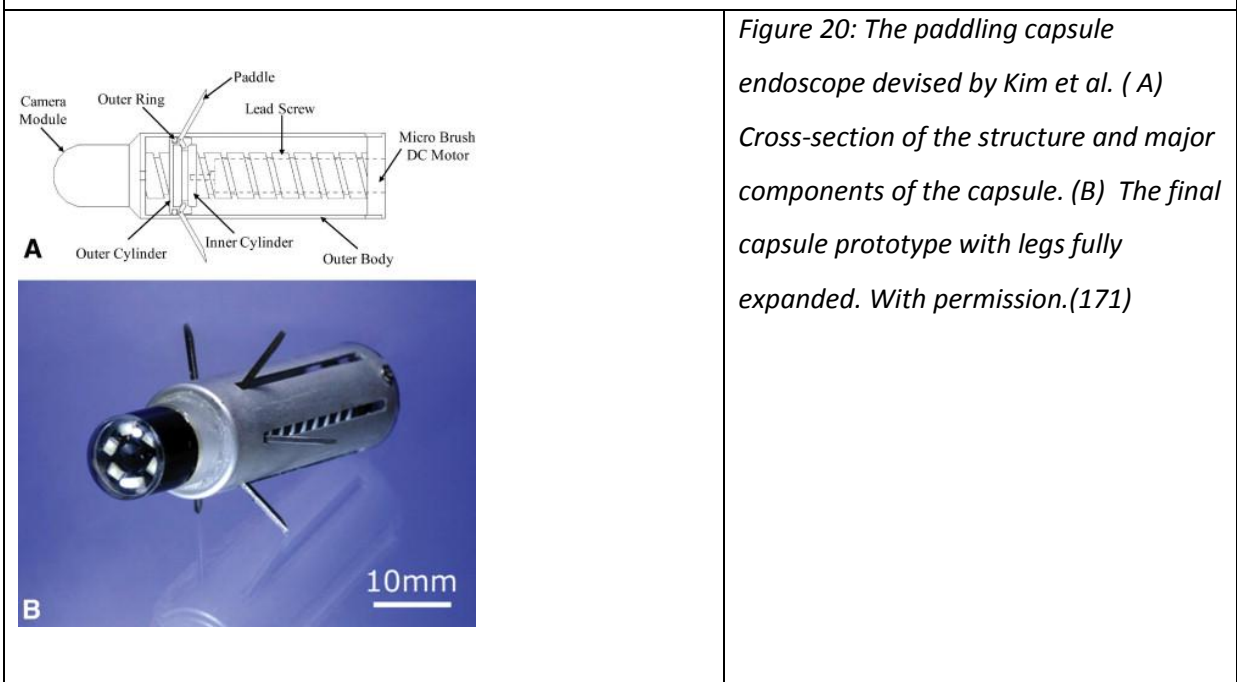 Paddle
Outer Ring
Camera
Module
Lead Screw
Micro Brush
DC Motor
A
Outer Cylinder
Inner Cylinder
Outer Body
10mm
B
Figure 20: The paddling capsule
endoscope devised by Kim et al. ( A)
Cross-section of the structure and major
components of the capsule. (B)  The final
capsule prototype with legs fully
expanded. With permission.(171)